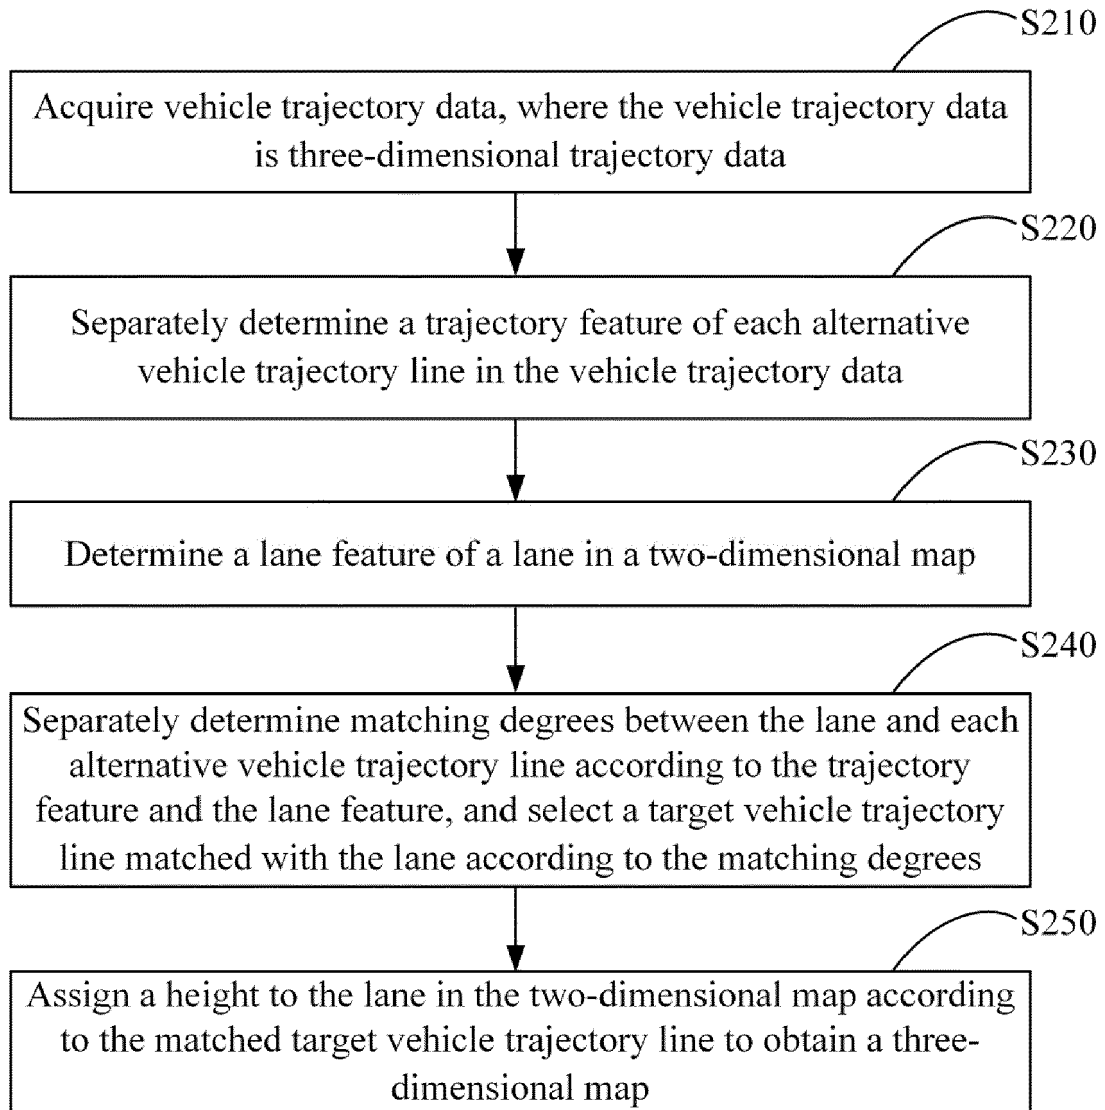 S210
Acquire vehicle trajectory data, where the vehicle trajectory data
is three-dimensional trajectory data
S220
Separately determine a trajectory feature of each alternative
vehicle trajectory line in the vehicle trajectory data
S230
Determine a lane feature of a lane in a two-dimensional map
S240
Separately determine matching degrees between the lane and each
alternative vehicle trajectory line according to the trajectory
feature and the lane feature, and select a target vehicle trajectory
line matched with the lane according to the matching degrees
S250
Assign a height to the lane in the two-dimensional map according
to the matched target vehicle trajectory line to obtain a three-
dimensional map